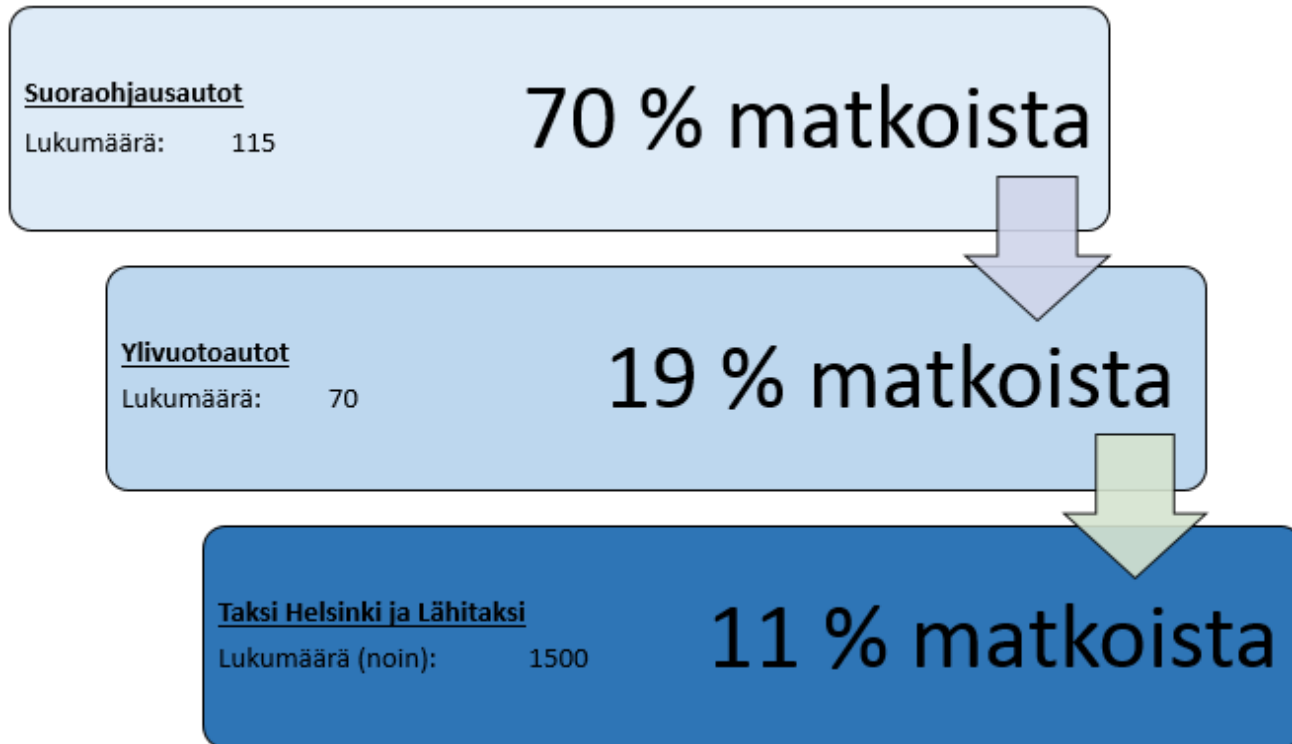 Suoraohjausautot
Lukumäärä: 115
70 % matkoista
Ylivuotoautot
Lukumäärä: 70
19 % matkoista
Taksi Helsinki ja Lähitaksi
Lukumäärä (noin): 1500
11 % matkoista